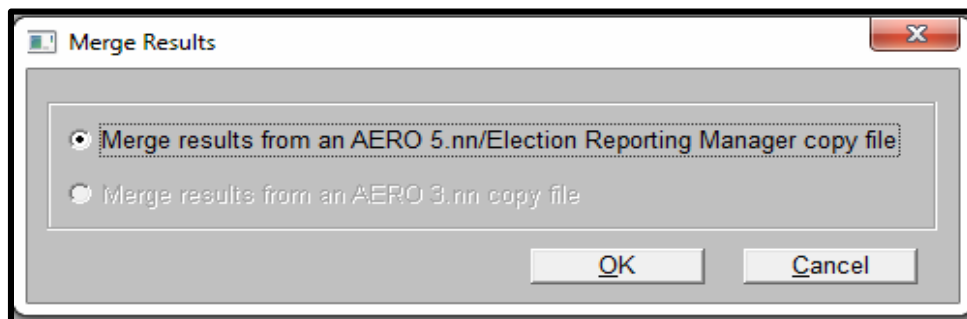 Merge Results
Merge results from an AERO 5.nn/Election Reporting Manager copy file
Merge results from an AERO 3.nn copy file
OK Cancel